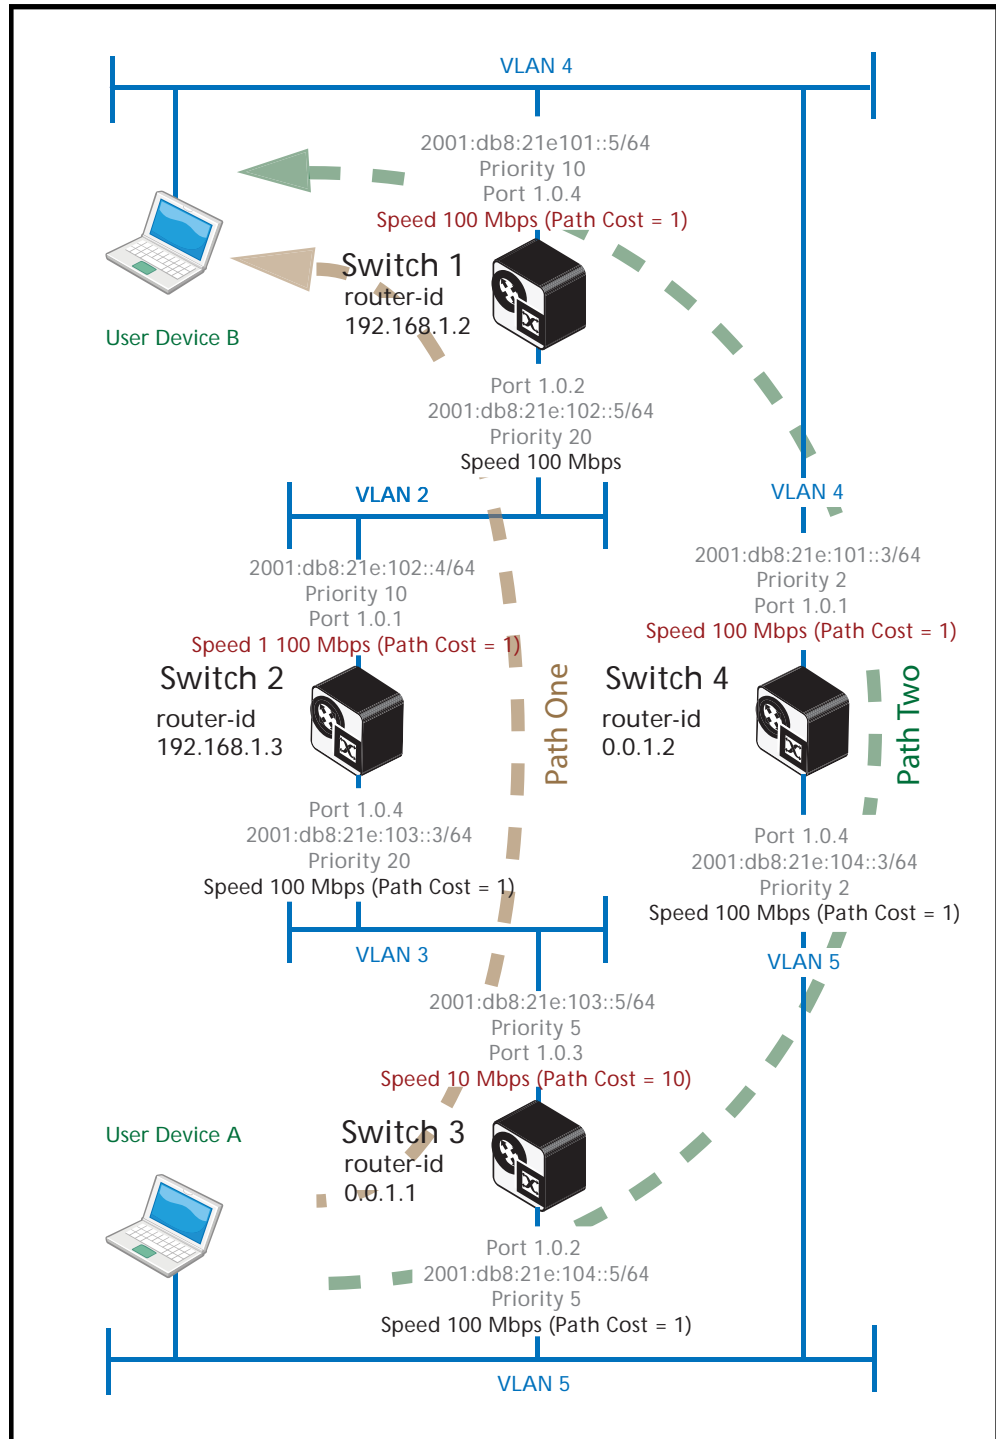 VLAN 4
2001:db8:21e101::5/64
Priority 10
Port 1.0.4
Speed 100 Mbps (Path Cost = 1)
Switch 1
router-id
192.168.1.2
User Device B
Port 1.0.2
2001:db8:21e:102::5/64
Priority 20
Speed 100 Mbps
VLAN 2
VLAN 4
2001:db8:21e:102::4/64
Priority 10
Port 1.0.1
Speed 1 100 Mbps (Path Cost = 1)
Switch 2
router-id
192.168.1.3
Path One
2001:db8:21e:101::3/64
Priority 2
Port 1.0.1
Speed 100 Mbps (Path Cost = 1)
Switch 4
router-id
0.0.1.2
Path Two
Port 1.0.4
2001:db8:21e:103::3/64
Priority 20
Speed 100 Mbps (Path Cost = 1)
Port 1.0.4
2001:db8:21e:104::3/64
Priority 2
Speed 100 Mbps (Path Cost = 1)
VLAN 3
VLAN 5
2001:db8:21e:103::5/64
Priority 5
Port 1.0.3
Speed 10 Mbps (Path Cost = 10)
User Device A
Switch 3
router-id
0.0.1.1
Port 1.0.2
2001:db8:21e:104::5/64
Priority 5
Speed 100 Mbps (Path Cost = 1)
VLAN 5